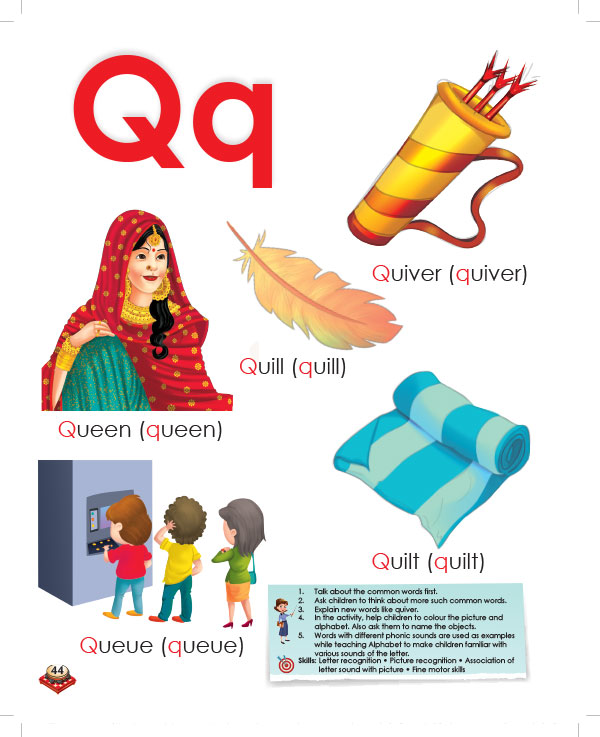 Qq
Quiver (quiver)
Quill (quill)
Queen (queen)
Quilt (quilt)
Queue (queue)
1. Talk about the common words first.
2. Ask children to think about more such common words.
3. Explain new words like quiver.
4. In the activity, help children to colour the picture and
alphabet. Also ask them to name the objects.
5. Words with different phonic sounds are used as examples
while teaching Alphabet to make children familiar with
various sounds of the letter.
Skills: Letter recognition • Picture recognition • Association of
letter sound with picture • Fine motor skills
44